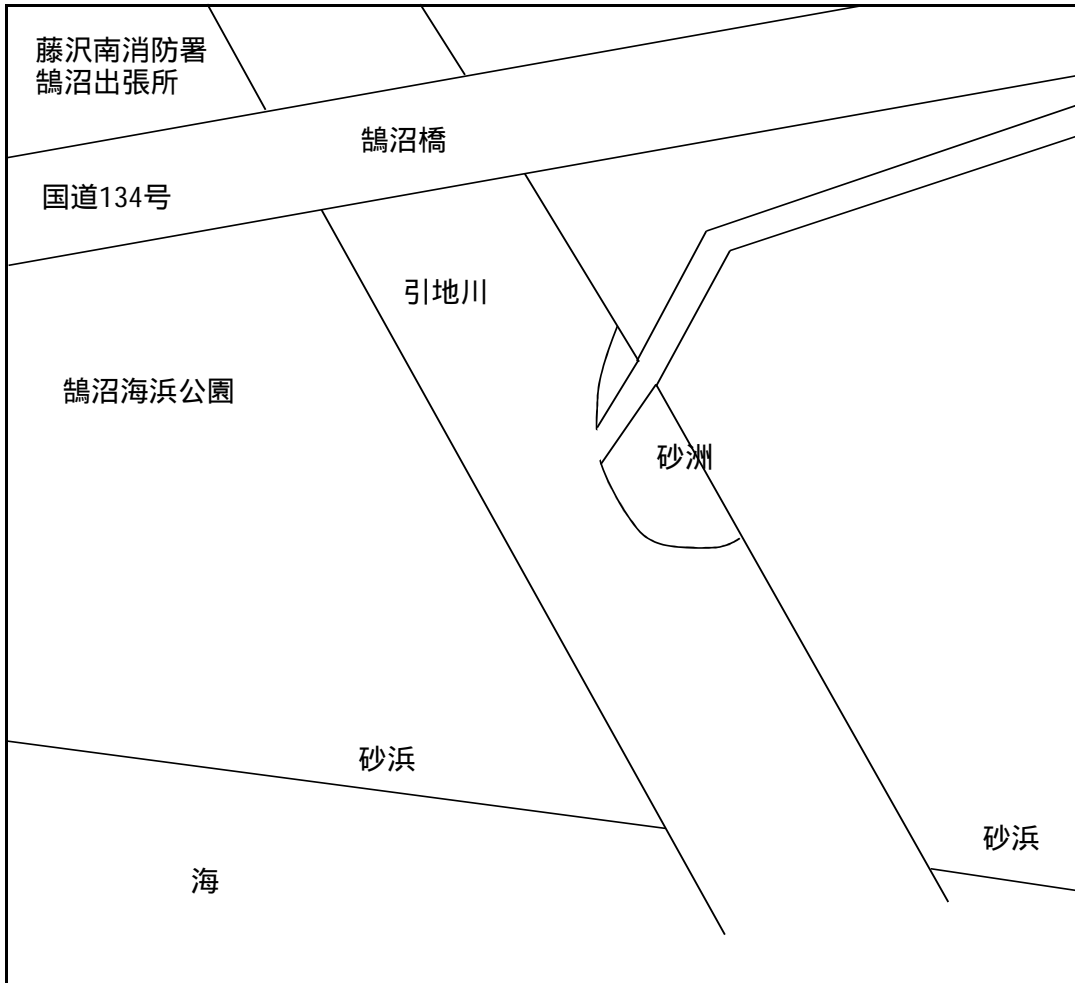 藤沢南消防署
鵠沼出張所
鵠沼橋
国道134号
引地川
鵠沼海浜公園
砂洲
砂浜
砂浜
海